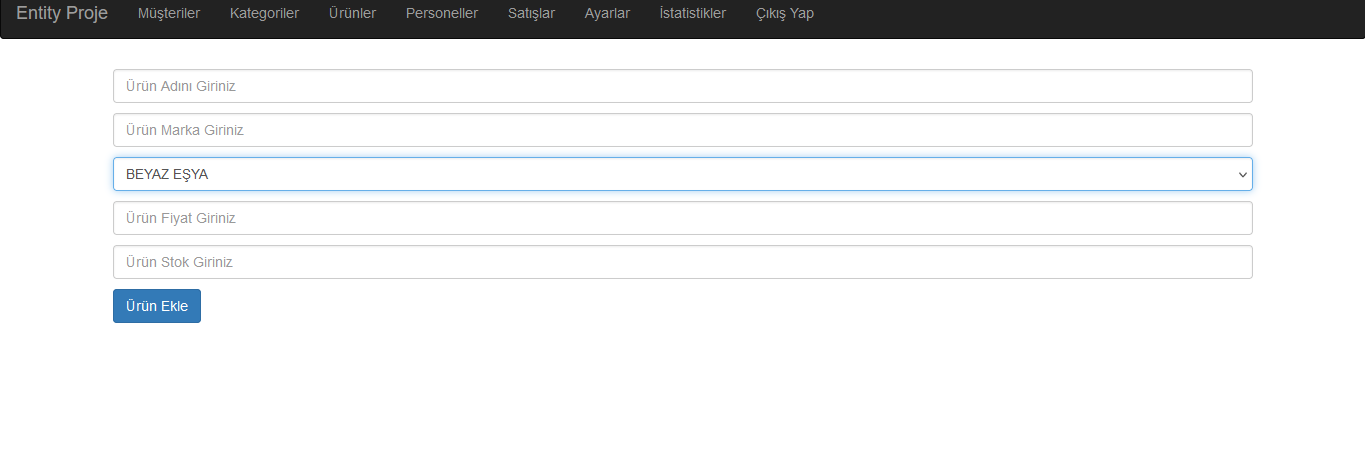 Entity Proje Müşteriler Kategoriler Ürünler Personeller Satışlar Ayarlar İstatistikler Çıkış Yap
Ürün Adını Giriniz
Ürün Marka Giriniz
BEYAZ EŞYA
Ürün Fiyat Giriniz
Ürün Stok Giriniz
Ürün Ekle